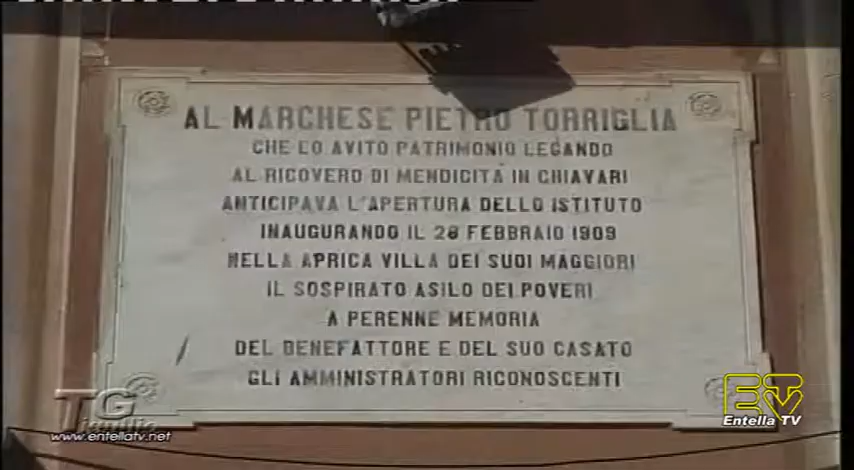 AL MARCHESE PIETRO TORRIGLIA
CHE LO AVITO PATRIMONIO LEGANDO
AL RICOVERO DI MENDICITÀ IN CHIAVARI
ANTICIPAVA L'APERTURA DELLO ISTITUTO
INAUGURANDO IL 28 FEBBRAIO 1909
NELLA APRICA VILLA DEI SUOI MAGGIORI
IL SOSPIRATO ASILO DEI POVERI
A PERENNE MEMORIA
DEL BENEFATTORE E DEL SUO CASATO
GLI AMMINISTRATORI RICONOSCENTI
TG
www.entellatv.net
ETV
Entella TV